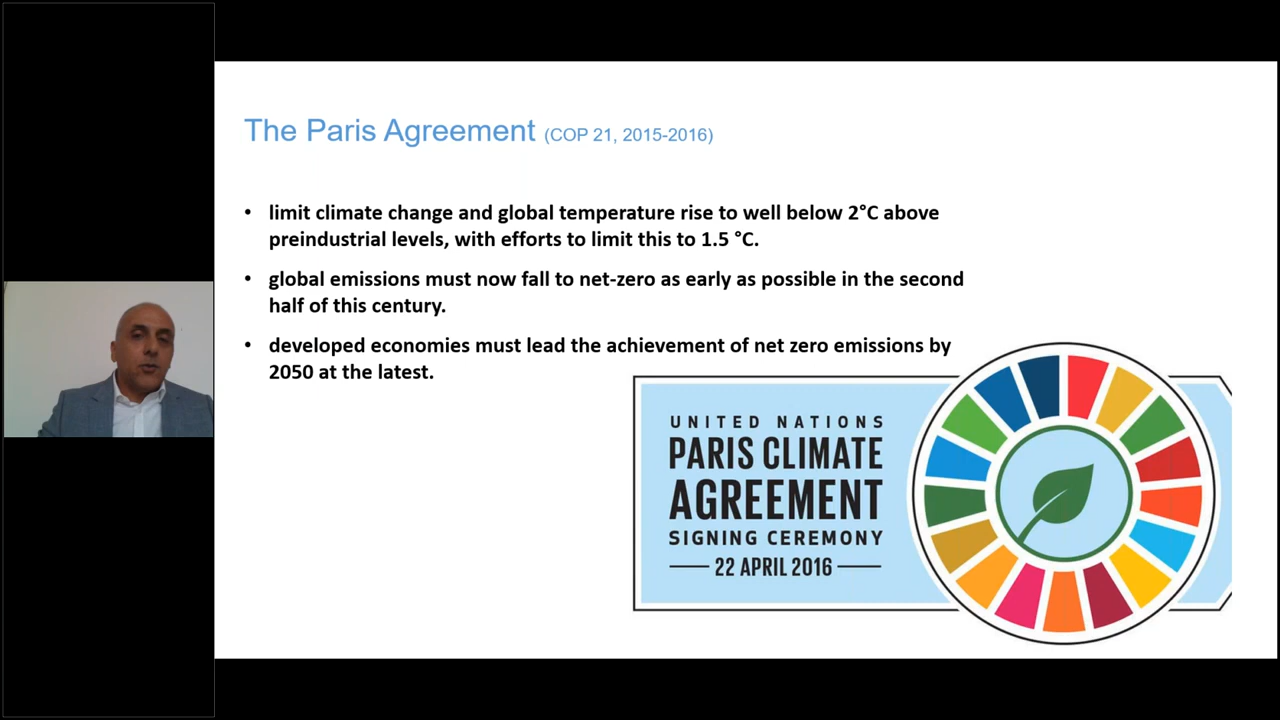 The Paris Agreement (COP 21, 2015-2016)
• limit climate change and global temperature rise to well below 2°C above
preindustrial levels, with efforts to limit this to 1.5 °C.
• global emissions must now fall to net-zero as early as possible in the second
half of this century.
• developed economies must lead the achievement of net zero emissions by
2050 at the latest.
UNITED NATIONS
PARIS CLIMATE
AGREEMENT
SIGNING CEREMONY
22 APRIL 2016